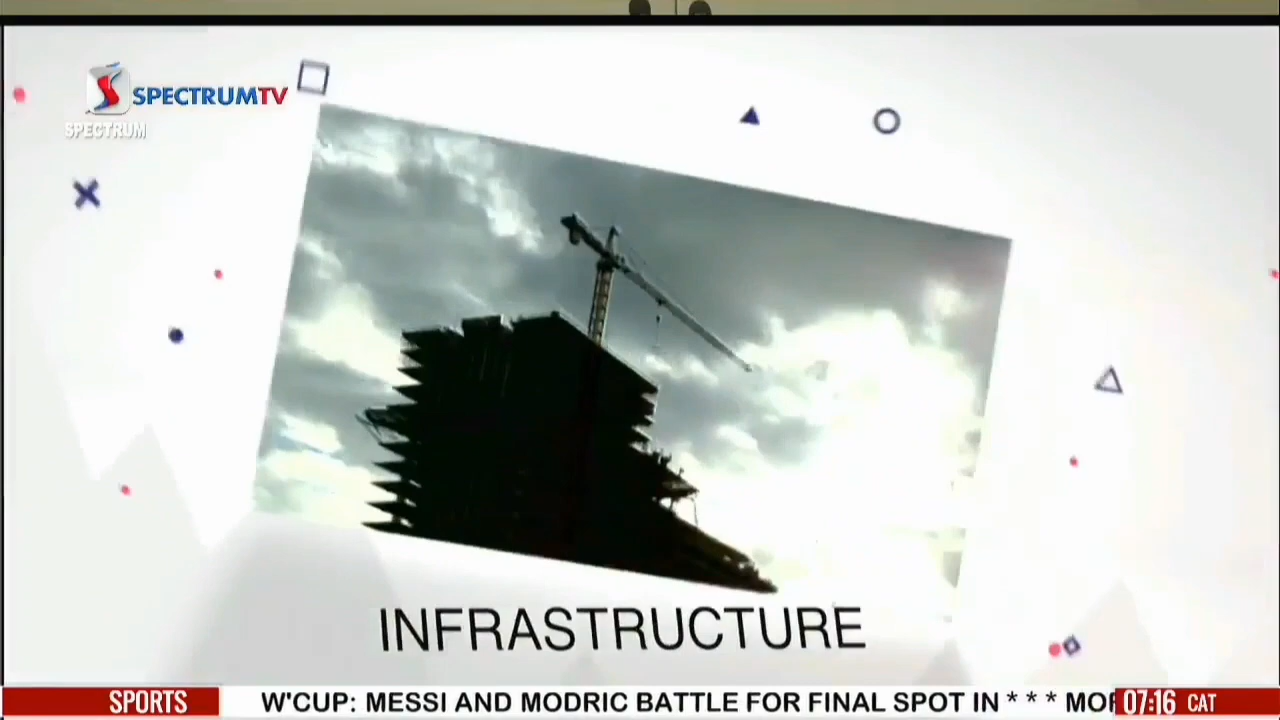 SPECTRUMTV
SPECTRUM
INFRASTRUCTURE
SPORTS
W'CUP: MESSI AND MODRIC BATTLE FOR FINAL SPOT IN * * *
07:16 CAT